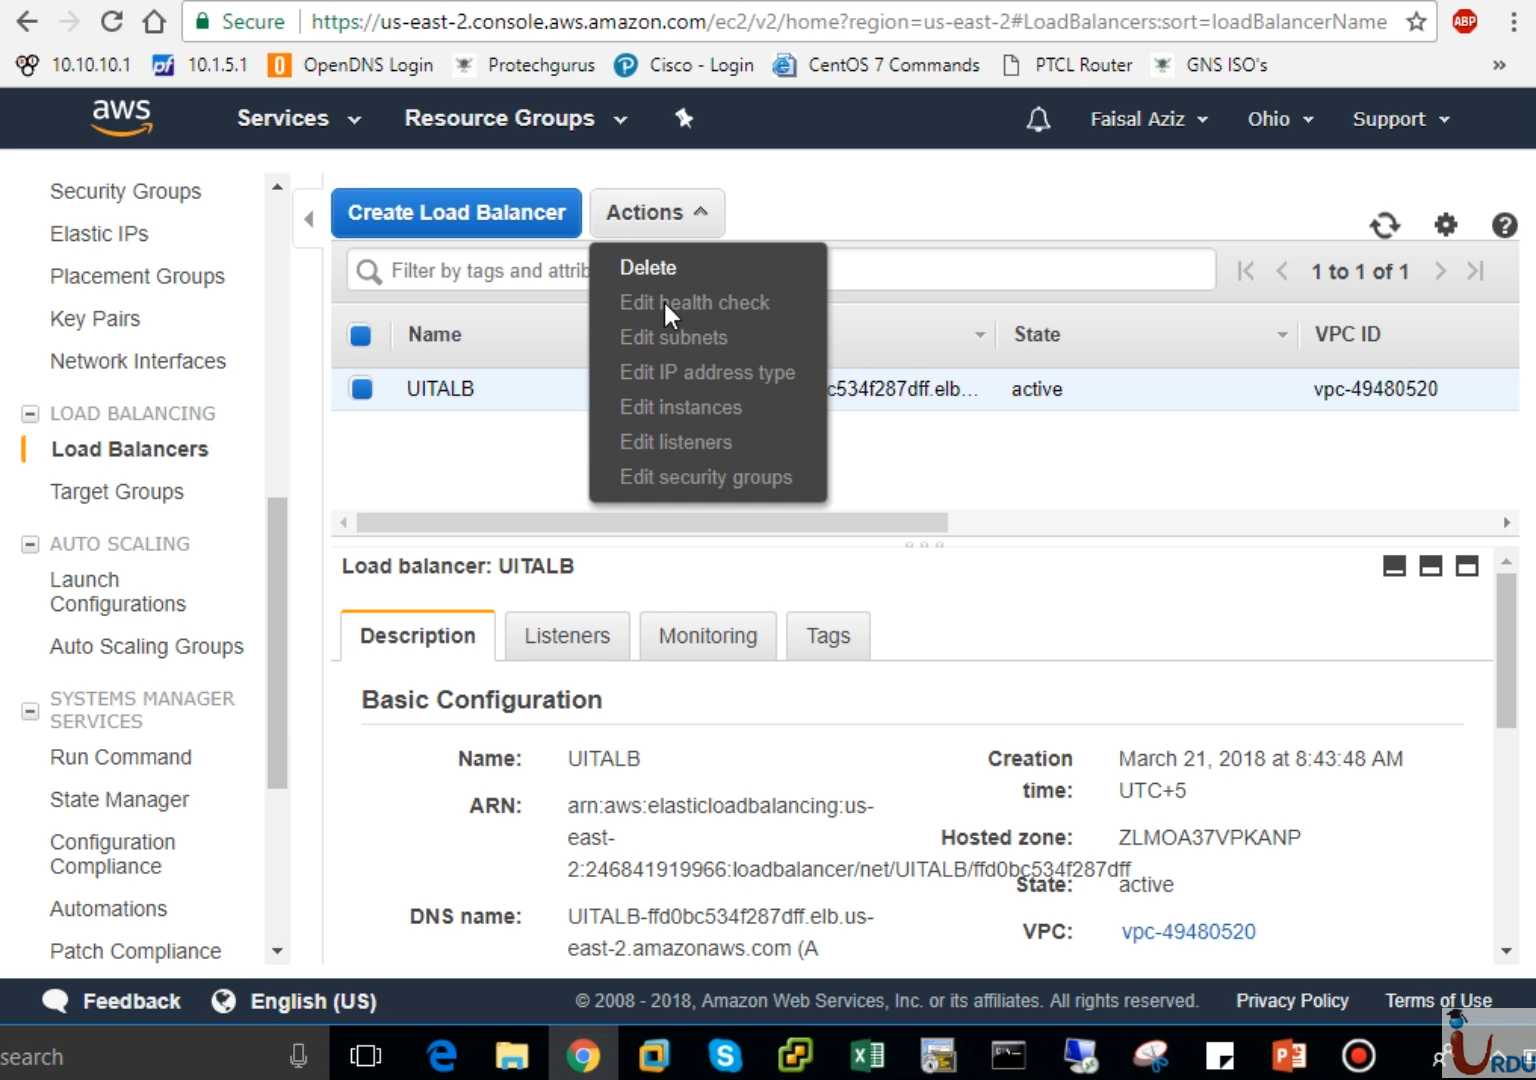 Secure https://us-east-2.console.aws.amazon.com/ec2/v2/home?region=us-east-2#LoadBalancers:sort=loadBalancerName ABP
10.10.10.1 pf 10.1.5.1 OpenDNS Login Protechgurus Cisco - Login CentOS 7 Commands PTCL Router GNS ISO's »
aws Services Resource Groups Faisal Aziz Ohio Support
Security Groups
Elastic IPs
Placement Groups
Key Pairs
Network Interfaces
LOAD BALANCING
Load Balancers
Target Groups
AUTO SCALING
Launch
Configurations
Auto Scaling Groups
SYSTEMS MANAGER
SERVICES
Run Command
State Manager
Configuration
Compliance
Automations
Patch Compliance
Create Load Balancer Actions
Filter by tags and attrib 1 to 1 of 1
Delete
Edit health check
Edit subnets
Edit IP address type
Edit instances
Edit listeners
Edit security groups
Name State VPC ID
UITALB c534f287dff.elb... active vpc-49480520
Load balancer: UITALB
Description Listeners Monitoring Tags
Basic Configuration
Name: UITALB
ARN: arn:aws:elasticloadbalancing:us-
east-
2:246841919966:loadbalancer/net/UITALB/ffd0bc534f287dff
DNS name: UITALB-ffd0bc534f287dff.elb.us-
east-2.amazonaws.com (A
Creation March 21, 2018 at 8:43:48 AM
time: UTC+5
Hosted zone: ZLMOA37VPKANP
State: active
VPC: vpc-49480520
Feedback English (US) © 2008 - 2018, Amazon Web Services, Inc. or its affiliates. All rights reserved. Privacy Policy Terms of Use
search
URDU